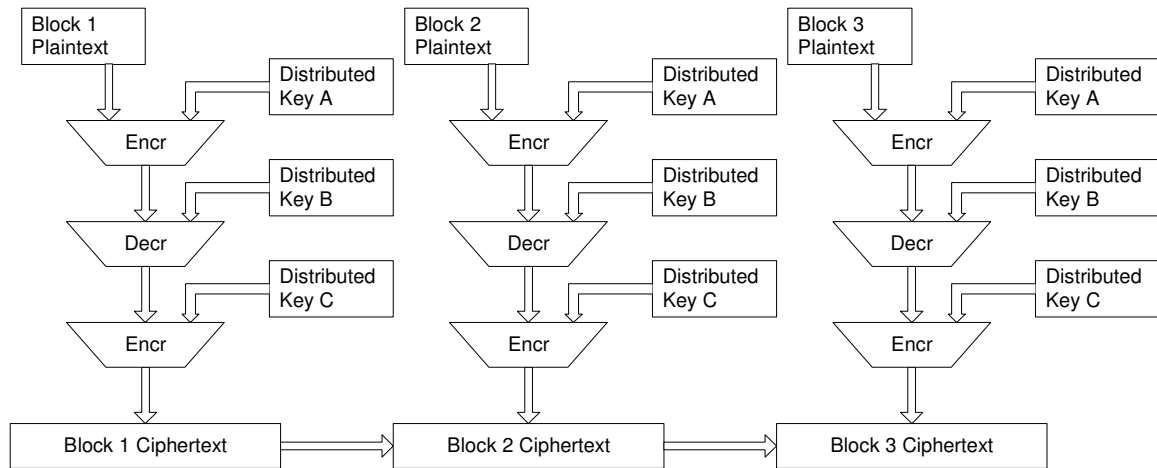 Block 1
Plaintext
Block 2
Plaintext
Block 3
Plaintext
Distributed
Key A
Distributed
Key A
Distributed
Key A
Encr
Encr
Encr
Distributed
Key B
Distributed
Key B
Distributed
Key B
Decr
Decr
Decr
Distributed
Key C
Distributed
Key C
Distributed
Key C
Encr
Encr
Encr
Block 1 Ciphertext
Block 2 Ciphertext
Block 3 Ciphertext